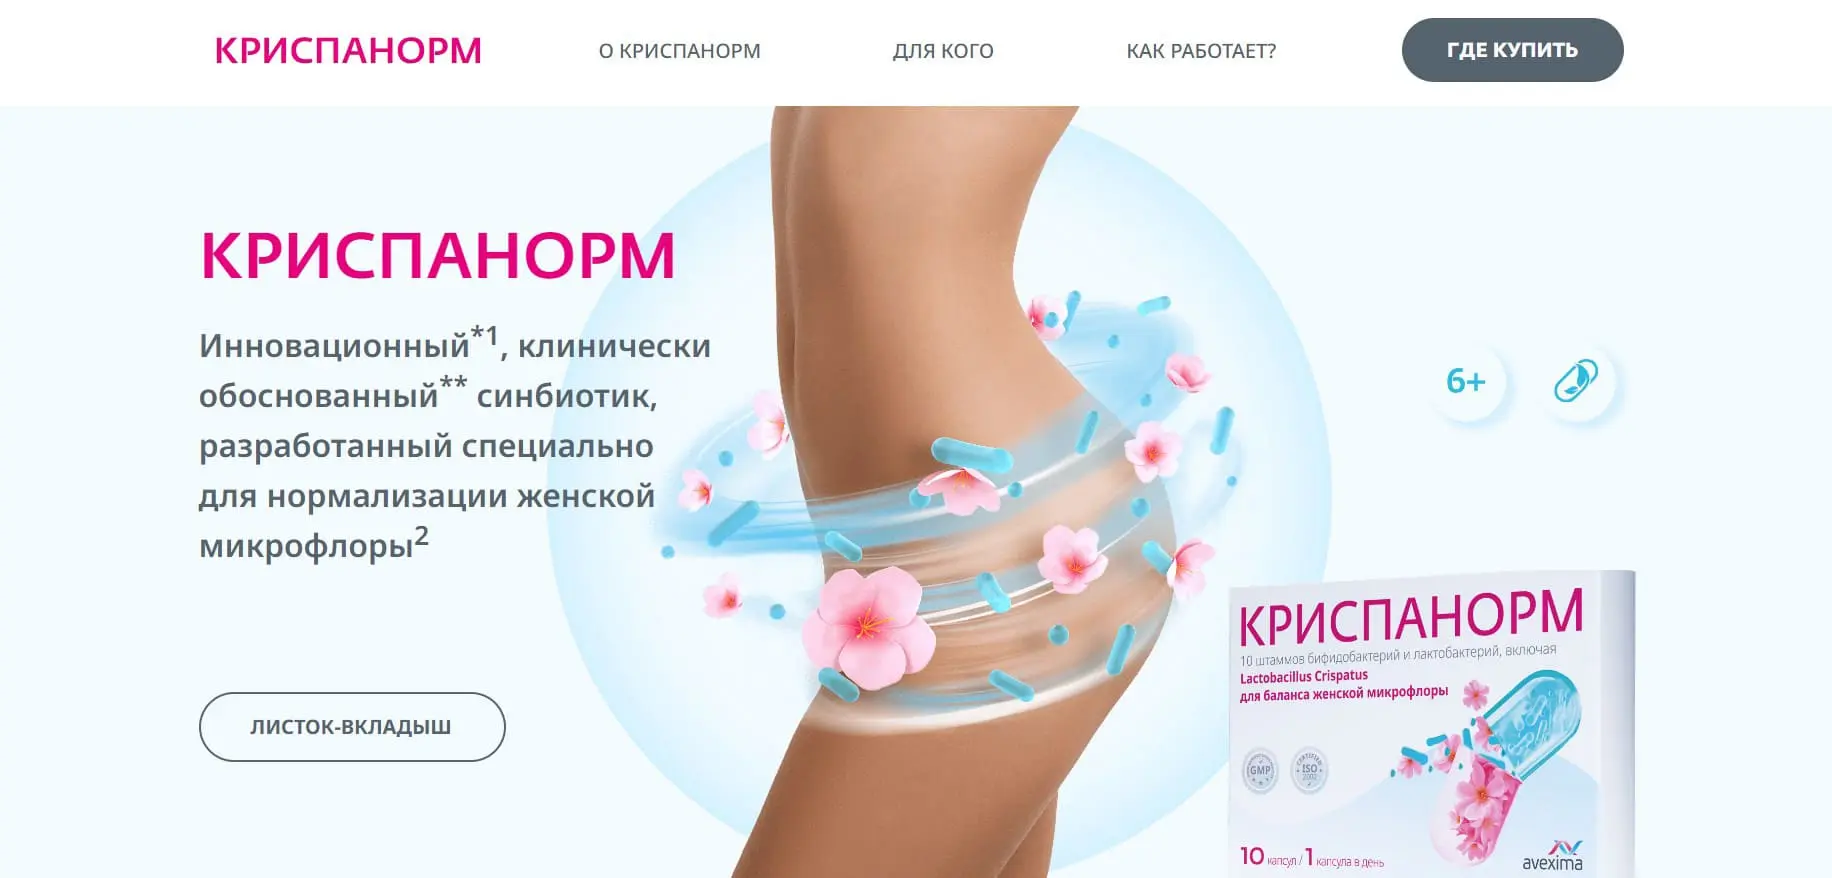 КРИСПАНОРМ
О КРИСПАНОРМ
ДЛЯ КОГО
КАК РАБОТАЕТ?
ГДЕ КУПИТЬ
КРИСПАНОРМ
Инновационный*1, клинически
обоснованный** синбиотик,
разработанный специально
для нормализации женской
микрофлоры2
6+
ЛИСТОК-ВКЛАДЫШ
КРИСПАНОРМ
10 штаммов бифидобактерий и лактобактерий, включая
Lactobacillus Crispatus
для баланса женской микрофлоры
GMP
CERTIFIED
ISO
10 капсул / 1 капсула в день
avexima